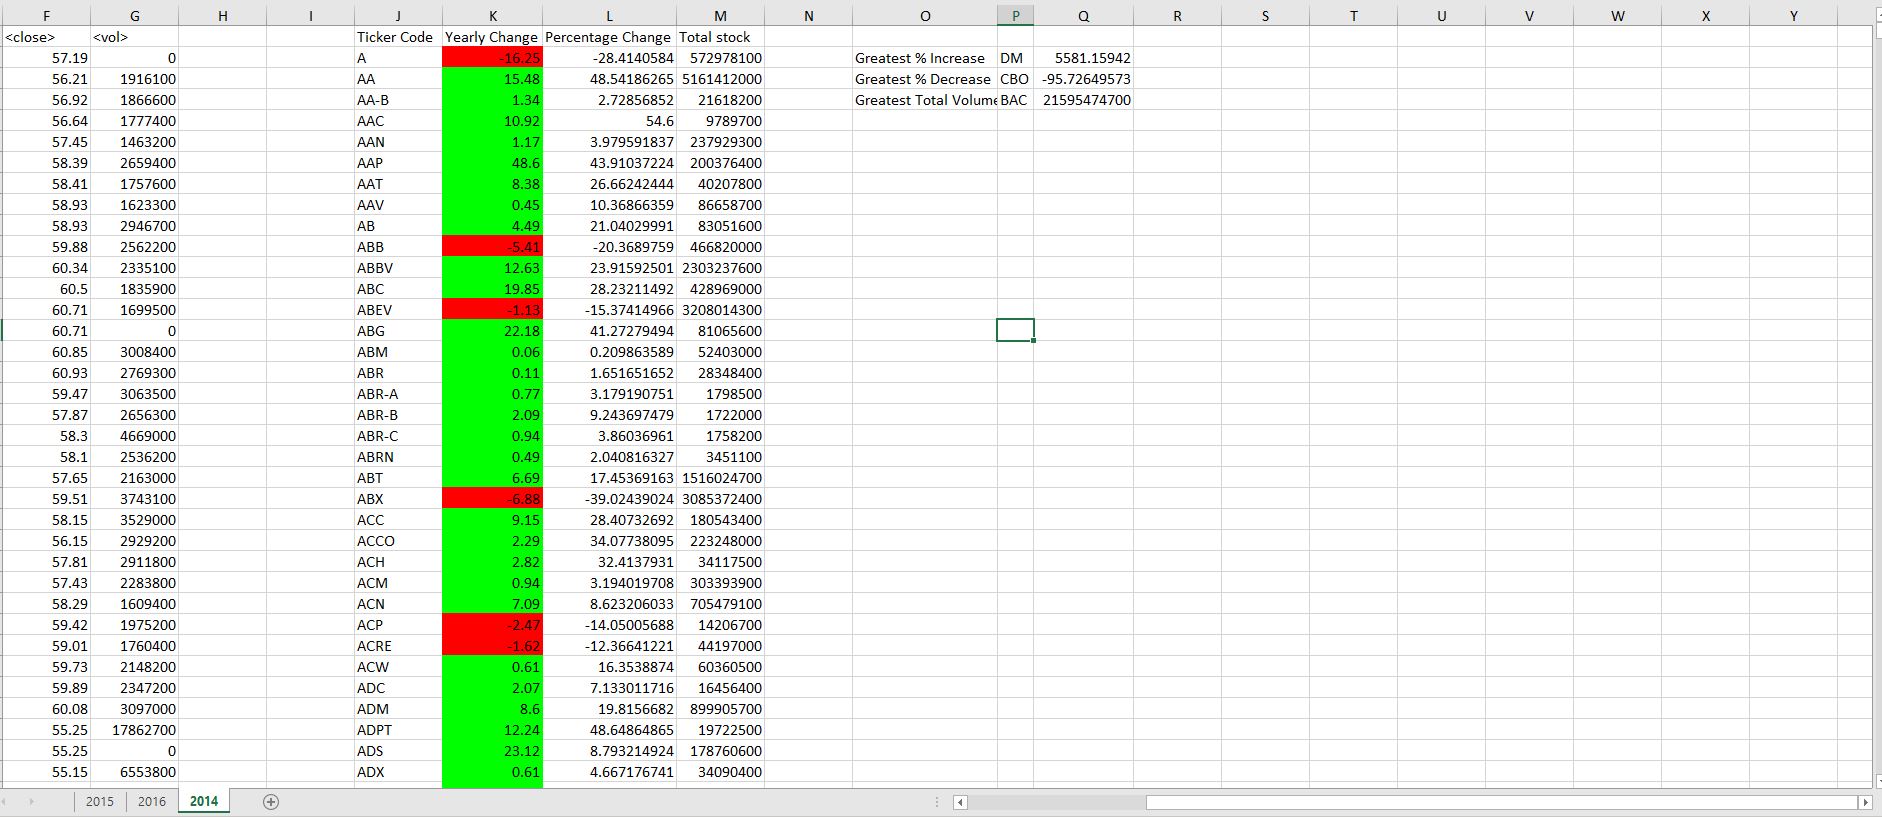 F G H I J K L M N O P Q R S T U V W X Y
<close> <vol> Ticker Code Yearly Change Percentage Change Total stock
57.19 0 A -16.25 -28.4140584 572978100 Greatest % Increase DM 5581.15942
56.21 1916100 AA 15.48 48.54186265 5161412000 Greatest % Decrease CBO -95.72649573
56.92 1866600 AA-B 1.34 2.72856852 21618200 Greatest Total Volume BAC 21595474700
56.64 1777400 AAC 10.92 54.6 9789700
57.45 1463200 AAN 1.17 3.979591837 237929300
58.39 2659400 AAP 48.6 43.91037224 200376400
58.41 1757600 AAT 8.38 26.66242444 40207800
58.93 1623300 AAV 0.45 10.36866359 86658700
58.93 2946700 AB 4.49 21.04029991 83051600
59.88 2562200 ABB -5.41 -20.3689759 466820000
60.34 2335100 ABBV 12.63 23.91592501 2303237600
60.5 1835900 ABC 19.85 28.23211492 428969000
60.71 1699500 ABEV -1.13 -15.37414966 3208014300
60.71 0 ABG 22.18 41.27279494 81065600
60.85 3008400 ABM 0.06 0.209863589 52403000
60.93 2769300 ABR 0.11 1.651651652 28348400
59.47 3063500 ABR-A 0.77 3.179190751 1798500
57.87 2656300 ABR-B 2.09 9.243697479 1722000
58.3 4669000 ABR-C 0.94 3.86036961 1758200
58.1 2536200 ABRN 0.49 2.040816327 3451100
57.65 2163000 ABT 6.69 17.45369163 1516024700
59.51 3743100 ABX -6.88 -39.02439024 3085372400
58.15 3529000 ACC 9.15 28.40732692 180543400
56.15 2929200 ACCO 2.29 34.07738095 223248000
57.81 2911800 ACH 2.82 32.4137931 34117500
57.43 2283800 ACM 0.94 3.194019708 303393900
58.29 1609400 ACN 7.09 8.623206033 705479100
59.42 1975200 ACP -2.47 -14.05005688 14206700
59.01 1760400 ACRE -1.62 -12.36641221 44197000
59.73 2148200 ACW 0.61 16.3538874 60360500
59.89 2347200 ADC 2.07 7.133011716 16456400
60.08 3097000 ADM 8.6 19.8156682 899905700
55.25 17862700 ADPT 12.24 48.64864865 19722500
55.25 0 ADS 23.12 8.793214924 178760600
55.15 6553800 ADX 0.61 4.667176741 34090400
2015 2016 2014